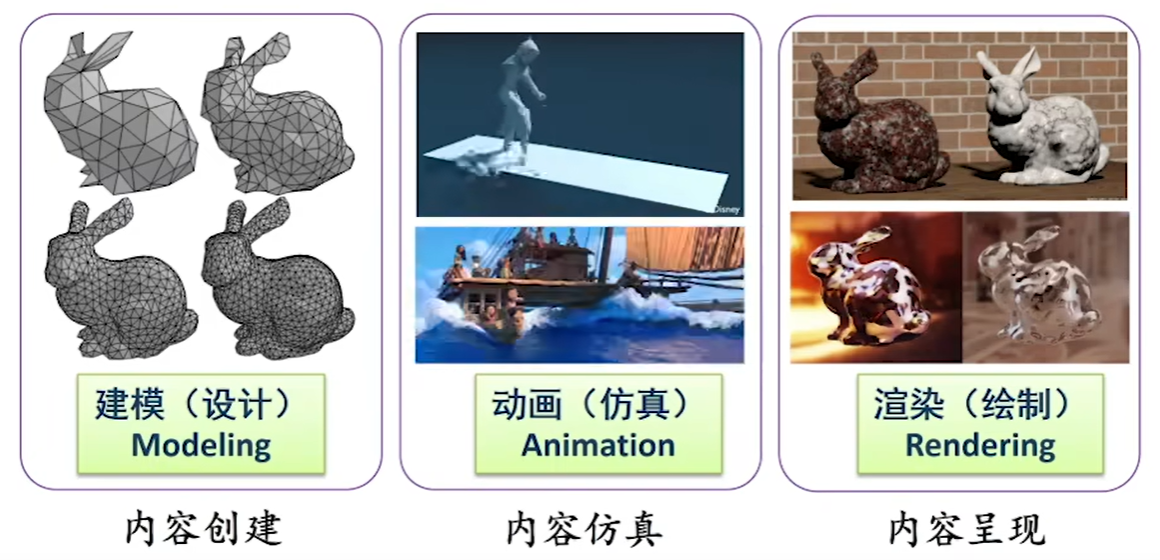 Disney
建模（设计）
Modeling
动画（仿真）
Animation
渲染（绘制）
Rendering
内容创建
内容仿真
内容呈现